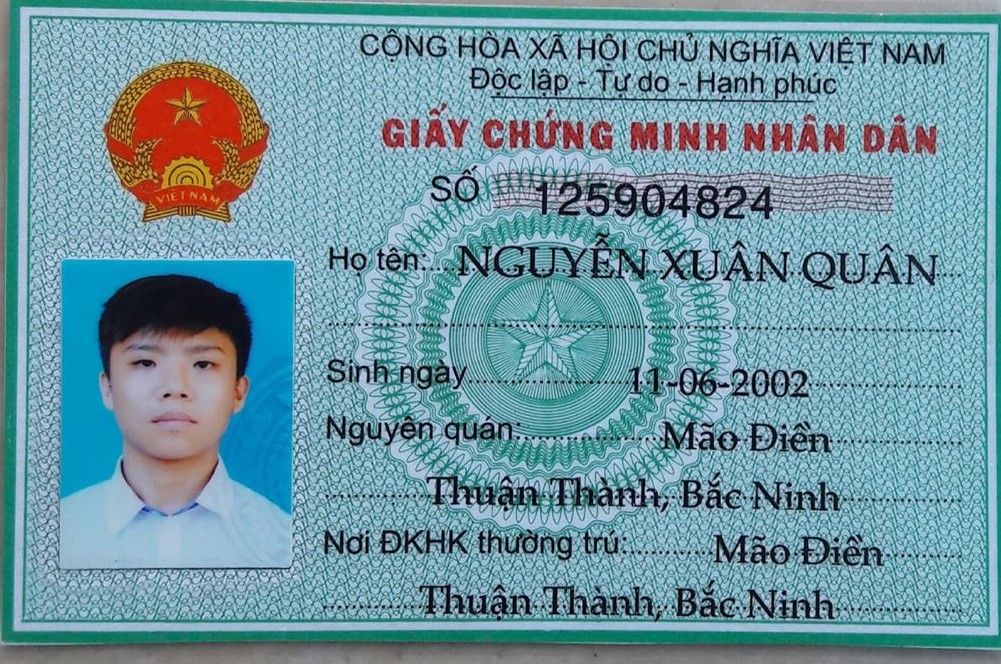 CỘNG HÒA XÃ HỘI CHỦ NGHĨA VIỆT NAM
Độc lập - Tự do - Hạnh phúc
GIẤY CHỨNG MINH NHÂN DÂN
SỐ 125904824
VIET NAM
Họ tên: NGUYỄN XUÂN QUÂN
Sinh ngày 11-06-2002
Nguyên quán: Mão Điền
Thuận Thành, Bắc Ninh
Nơi ĐKHK thường trú: Mão Điền
Thuận Thành, Bắc Ninh